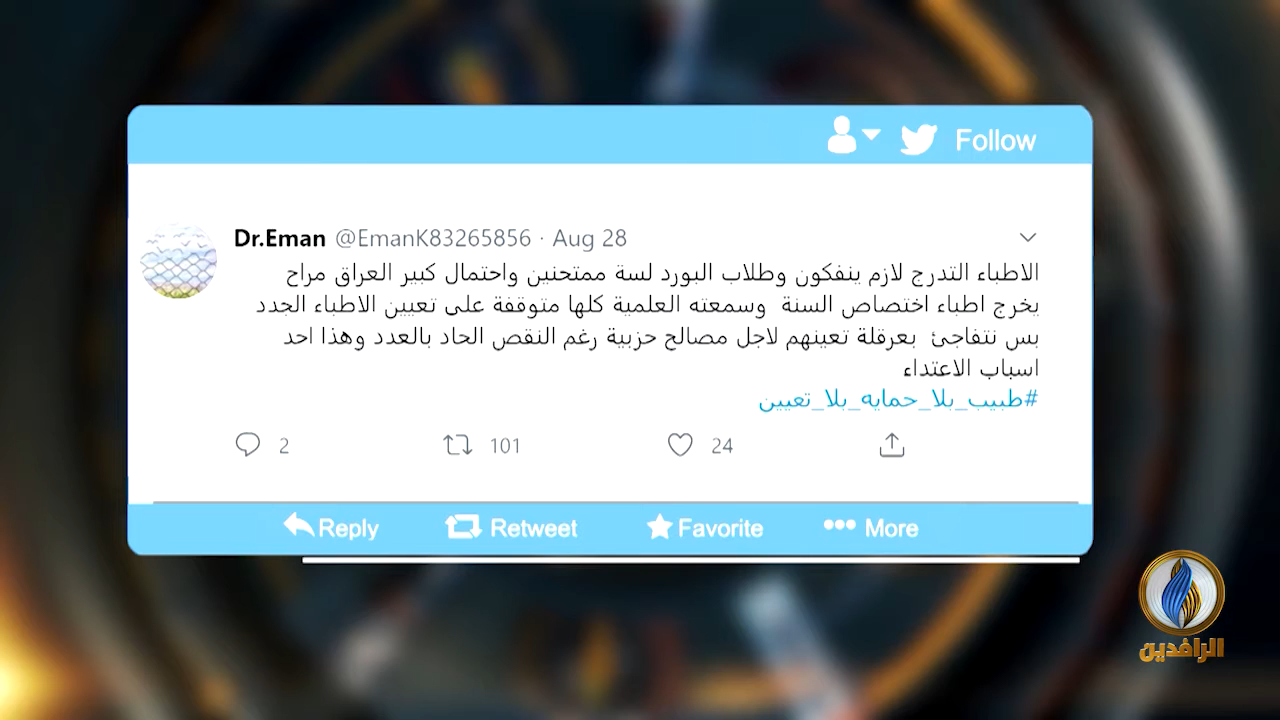 Follow
Dr.Eman @EmanK83265856 · Aug 28
الاطباء التدرج لازم ينفكون وطلاب البورد لسة ممتحنين واحتمال كبير العراق مراح
يخرج اطباء اختصاص السنة وسمعته العلمية كلها متوقفة على تعيين الاطباء الجدد
بس نتفاجئ بعرقلة تعينهم لاجل مصالح حزبية رغم النقص الحاد بالعدد وهذا احد
اسباب الاعتداء
#طبيب_بلا_حمايه_بلا_تعيين
2 101 24
Reply Retweet Favorite More
الرافدين